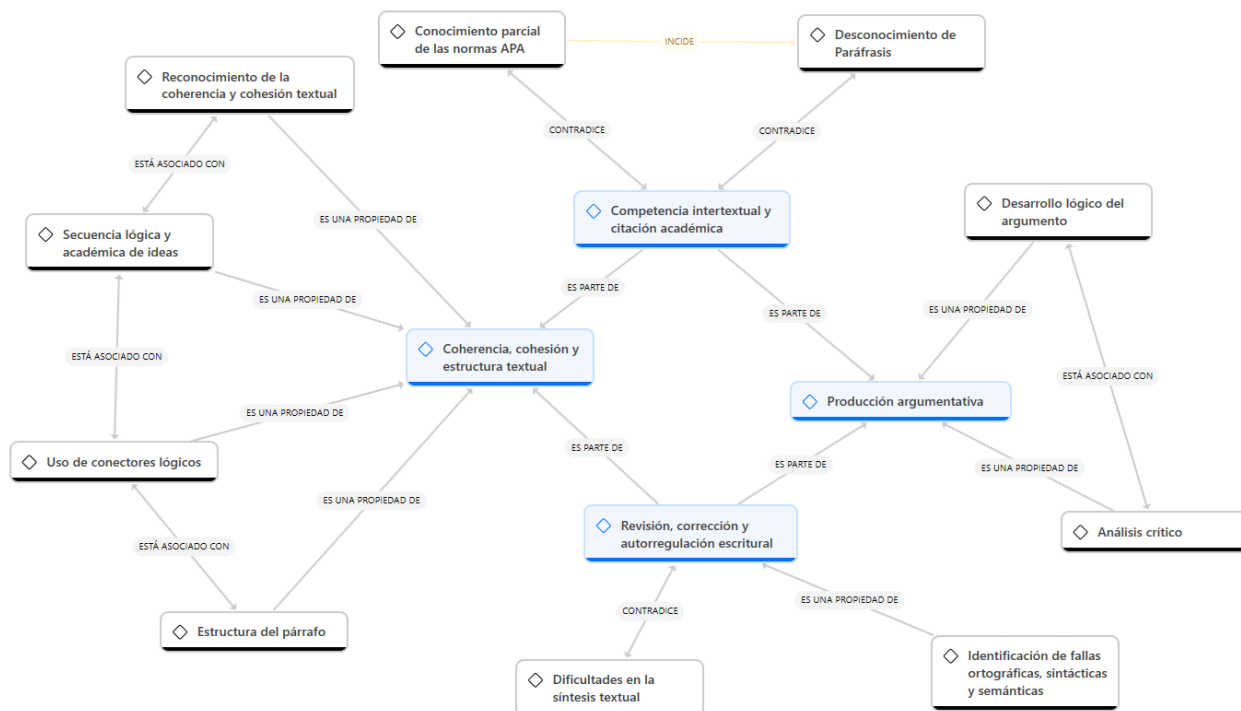 Conocimiento parcial
de las normas APA
INCIDE
Desconocimiento de
Paráfrasis
Reconocimiento de la
coherencia y cohesión textual
CONTRADICE
CONTRADICE
ESTÁ ASOCIADO CON
ES UNA PROPIEDAD DE
Competencia intertextual y
citación académica
Desarrollo lógico del
argumento
Secuencia lógica y
académica de ideas
ES PARTE DE
ES UNA PROPIEDAD DE
ES PARTE DE
ES UNA PROPIEDAD DE
ESTÁ ASOCIADO CON
Coherencia, cohesión y
estructura textual
ESTÁ ASOCIADO CON
Producción argumentativa
ES UNA PROPIEDAD DE
ES PARTE DE
Uso de conectores lógicos
ES PARTE DE
ES UNA PROPIEDAD DE
ES UNA PROPIEDAD DE
Revisión, corrección y
autorregulación escritural
Análisis crítico
ESTÁ ASOCIADO CON
ES UNA PROPIEDAD DE
CONTRADICE
Estructura del párrafo
Identificación de fallas
ortográficas, sintácticas
y semánticas
Dificultades en la
síntesis textual